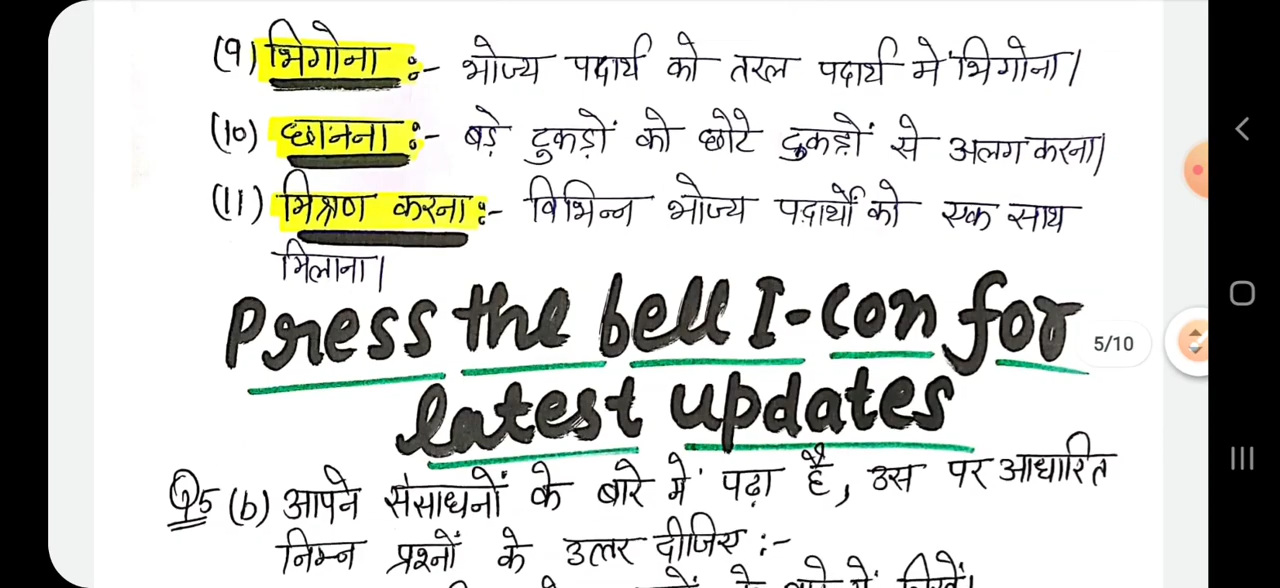 (9) भिगोना :- भोज्य पदार्थ को तरल पदार्थ में भिगोना।
(10) छानना :- बड़े टुकड़ों को छोटे टुकड़ों से अलग करना।
(11) मिश्रण करना :- विभिन्न भोज्य पदार्थों को एक साथ
मिलाना।
Press the bell I-con for
latest updates
5/10
Q5 (b) आपने संसाधनों के बारे में पढ़ा है, उस पर आधारित
निम्न प्रश्नों के उत्तर दीजिए :-
के बारे में लिखें।